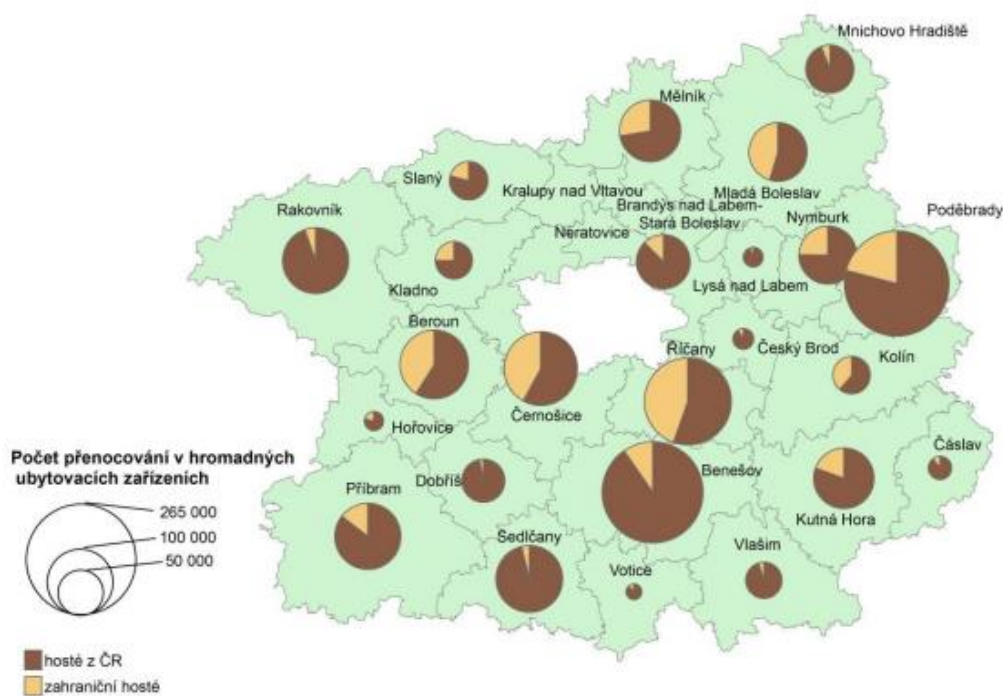 Mnichovo Hradiště
Mělník
Slaný
Kralupy nad Vltavou
Mladá Boleslav
Brandýs nad Labem-
Stará Boleslav
Rakovník
Neratovice
Nymburk
Poděbrady
Kladno
Lysá nad Labem
Beroun
Říčany
Český Brod
Kolín
Černošice
Hořovice
Počet přenocování v hromadných
ubytovacích zařízeních
265 000
100 000
50 000
Příbram
Dobříš
Benešov
Čáslav
Kutná Hora
Sedlčany
Votice
Vlašim
hosté z ČR
zahraniční hosté